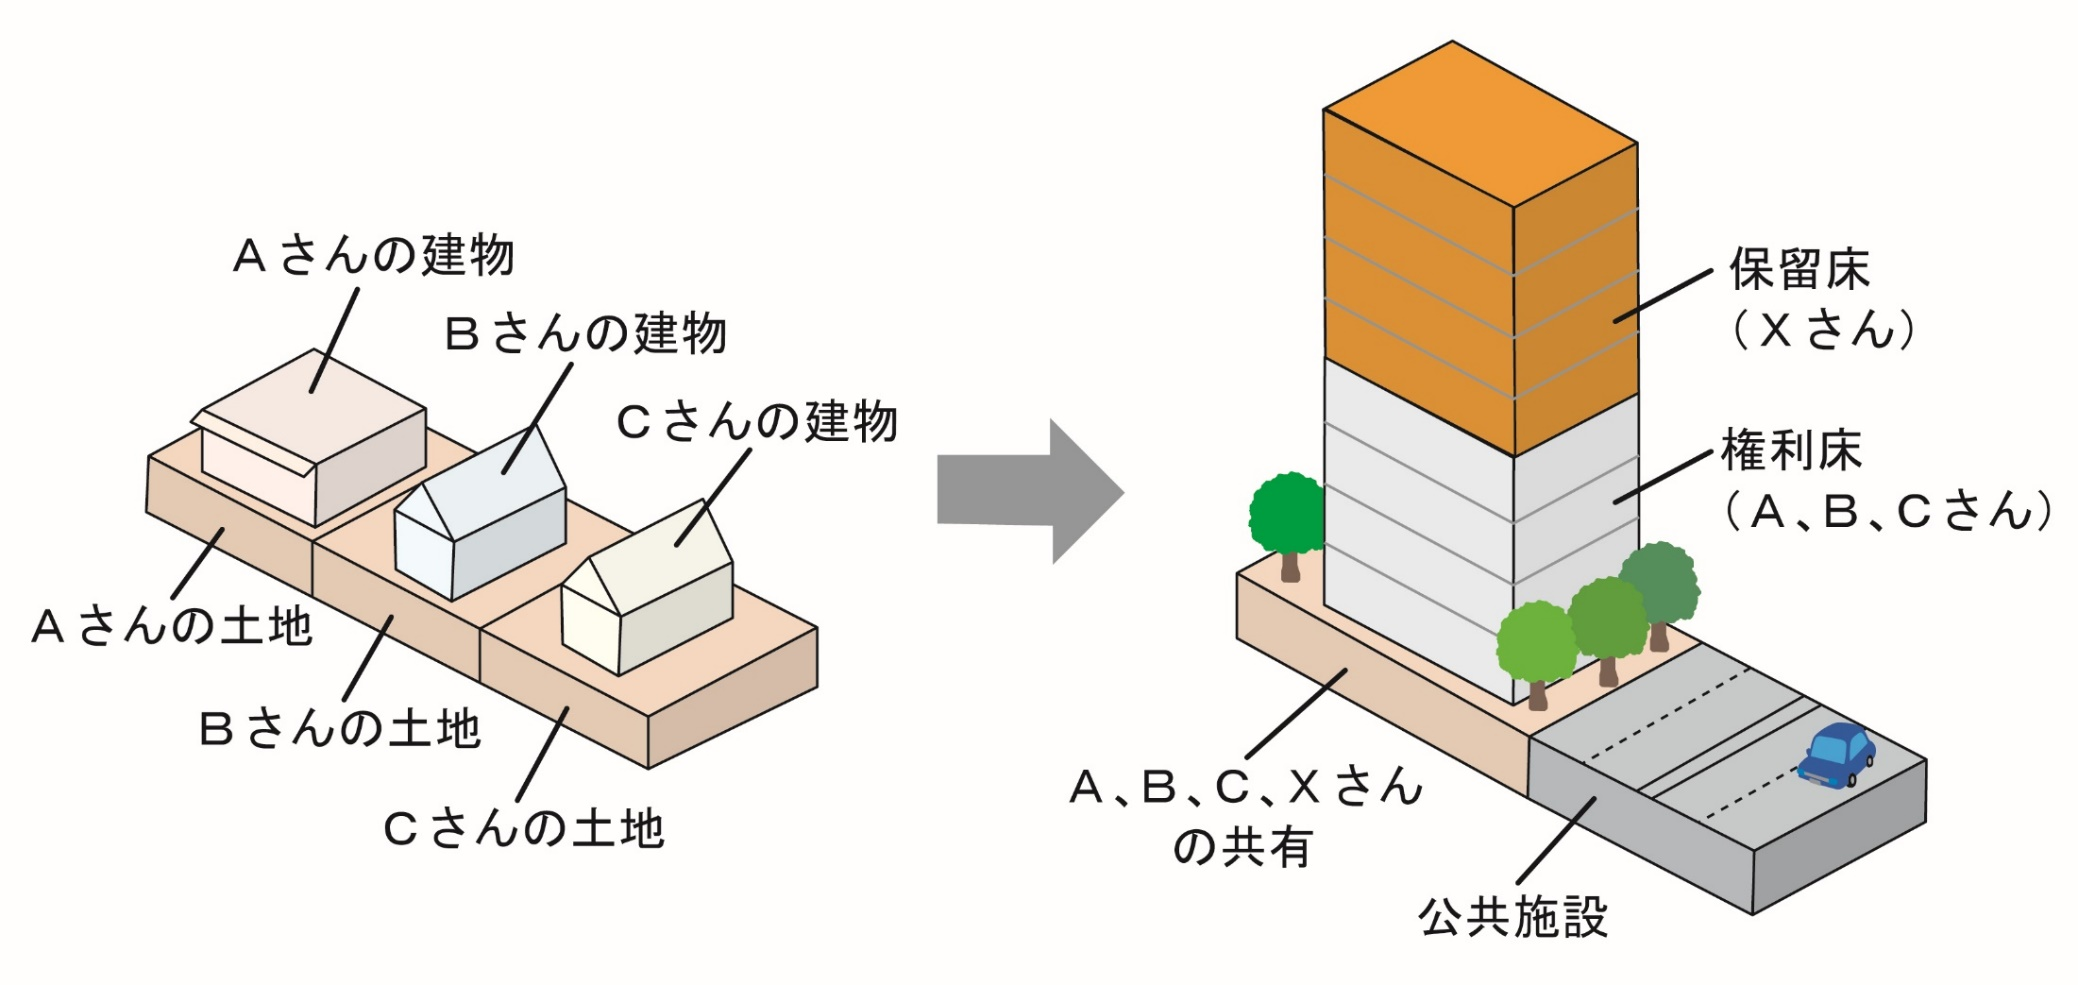 Aさんの建物
Bさんの建物
Cさんの建物
Aさんの土地
Bさんの土地
Cさんの土地
保留床
(Xさん)
権利床
(A、B、Cさん)
A、B、C、Xさん
の共有
公共施設